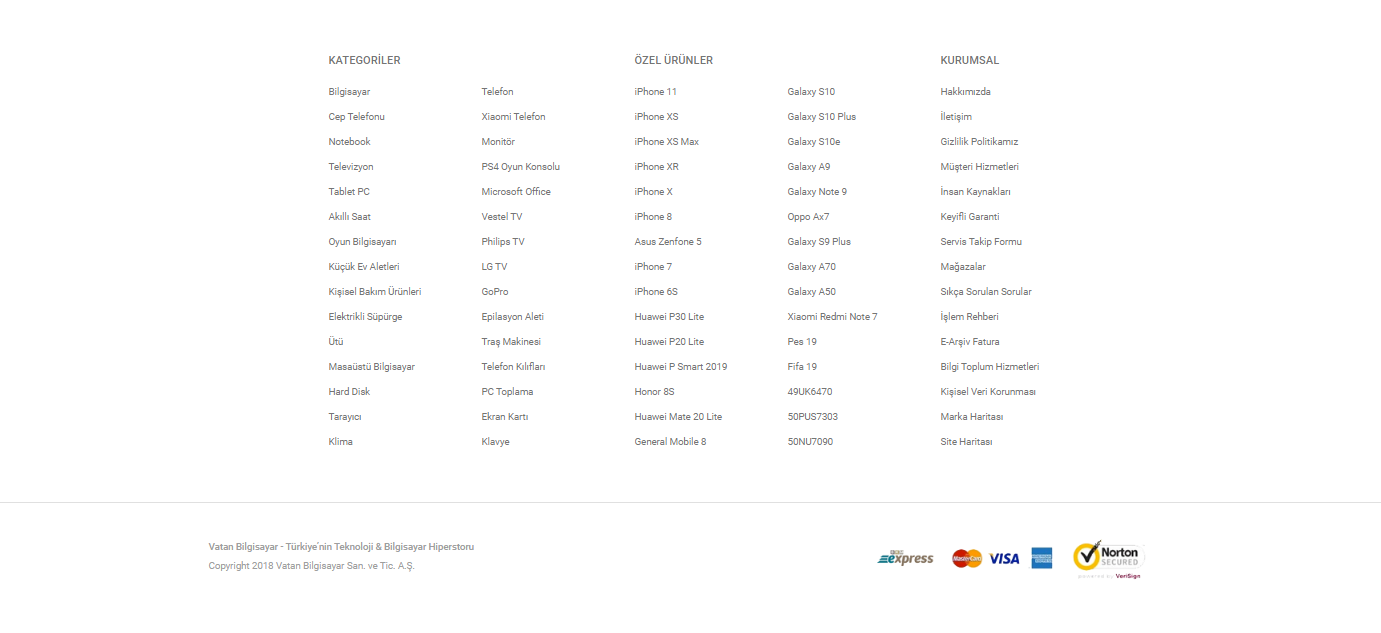 KATEGORİLER
Bilgisayar
Cep Telefonu
Notebook
Televizyon
Tablet PC
Akıllı Saat
Oyun Bilgisayarı
Küçük Ev Aletleri
Kişisel Bakım Ürünleri
Elektrikli Süpürge
Ütü
Masaüstü Bilgisayar
Hard Disk
Tarayıcı
Klima
Telefon
Xiaomi Telefon
Monitör
PS4 Oyun Konsolu
Microsoft Office
Vestel TV
Philips TV
LG TV
GoPro
Epilasyon Aleti
Traş Makinesi
Telefon Kılıfları
PC Toplama
Ekran Kartı
Klavye
ÖZEL ÜRÜNLER
iPhone 11
iPhone XS
iPhone XS Max
iPhone XR
iPhone X
iPhone 8
Asus Zenfone 5
iPhone 7
iPhone 6S
Huawei P30 Lite
Huawei P20 Lite
Huawei P Smart 2019
Honor 8S
Huawei Mate 20 Lite
General Mobile 8
Galaxy S10
Galaxy S10 Plus
Galaxy S10e
Galaxy A9
Galaxy Note 9
Oppo Ax7
Galaxy S9 Plus
Galaxy A70
Galaxy A50
Xiaomi Redmi Note 7
Pes 19
Fifa 19
49UK6470
50PUS7303
50NU7090
KURUMSAL
Hakkımızda
İletişim
Gizlilik Politikamız
Müşteri Hizmetleri
İnsan Kaynakları
Keyifli Garanti
Servis Takip Formu
Mağazalar
Sıkça Sorulan Sorular
İşlem Rehberi
E-Arşiv Fatura
Bilgi Toplum Hizmetleri
Kişisel Veri Korunması
Marka Haritası
Site Haritası
Vatan Bilgisayar - Türkiye'nin Teknoloji & Bilgisayar Hiperstoru
Copyright 2018 Vatan Bilgisayar San. ve Tic. A.Ş.
express
MasterCard
VISA
Norton
SECURED
powered by VeriSign